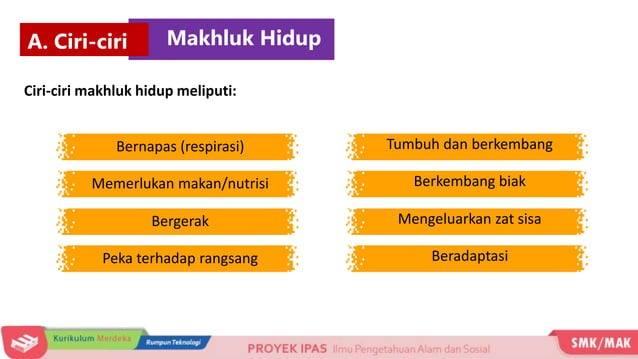 A. Ciri-ciri Makhluk Hidup
Ciri-ciri makhluk hidup meliputi:
Bernapas (respirasi)
Memerlukan makan/nutrisi
Bergerak
Peka terhadap rangsang
Tumbuh dan berkembang
Berkembang biak
Mengeluarkan zat sisa
Beradaptasi
Kurikulum Merdeka
Rumpun Teknologi
PROYEK IPAS Ilmu Pengetahuan Alam dan Sosial
SMK/MAK